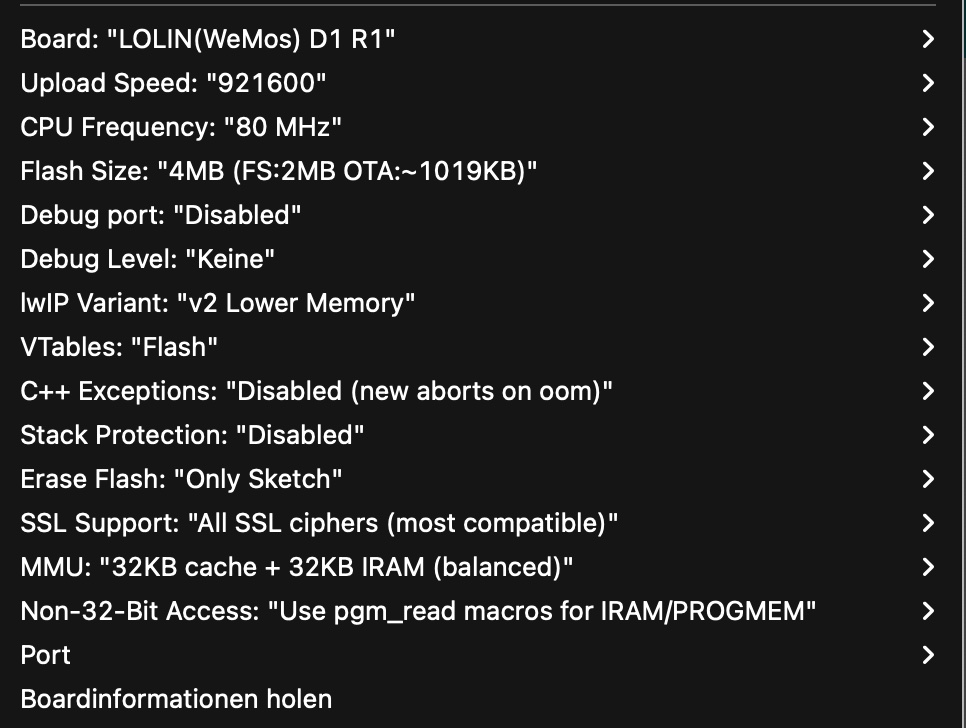 Board: "LOLIN(WeMos) D1 R1"
Upload Speed: "921600"
CPU Frequency: "80 MHz"
Flash Size: "4MB (FS:2MB OTA:~1019KB)"
Debug port: "Disabled"
Debug Level: "Keine"
lwIP Variant: "v2 Lower Memory"
VTables: "Flash"
C++ Exceptions: "Disabled (new aborts on oom)"
Stack Protection: "Disabled"
Erase Flash: "Only Sketch"
SSL Support: "All SSL ciphers (most compatible)"
MMU: "32KB cache + 32KB IRAM (balanced)"
Non-32-Bit Access: "Use pgm_read macros for IRAM/PROGMEM"
Port
Boardinformationen holen